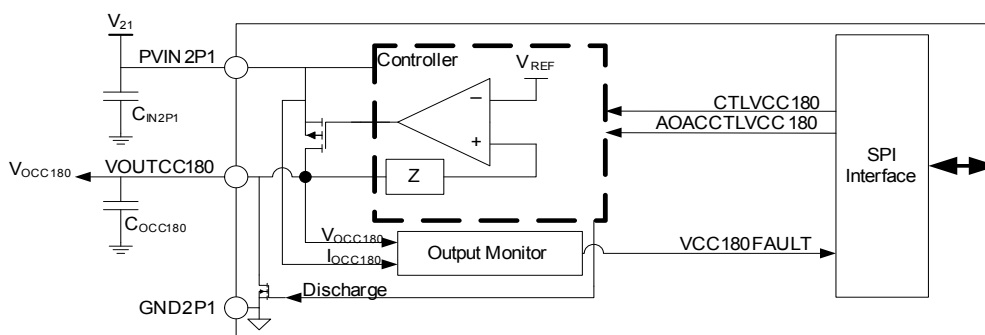 V21
PVIN2P1
CIN2P1
Controller
VREF
−
+
Z
CTLVCC180
AOACCTLVCC180
SPI
Interface
VOCC180
VOUTCC180
COCC180
VOCC180
IOCC180
Output Monitor
VCC180FAULT
Discharge
GND2P1